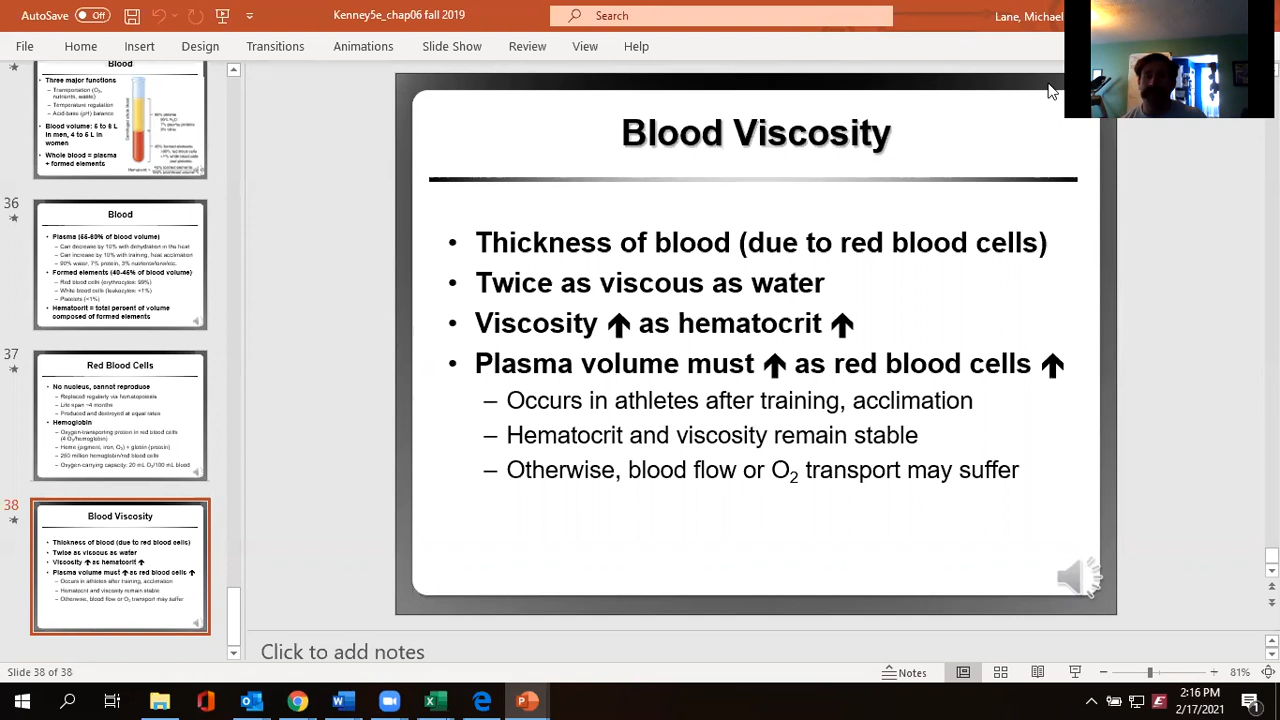 AutoSave Off
Kenney5e_chap06 fall 2019
Search
Lane, Michael
File Home Insert Design Transitions Animations Slide Show Review View Help
Blood
• Three major functions
– Transportation (O2, nutrients, waste)
– Temperature regulation
– Acid-base (pH) balance
• Blood volume: 5 to 6 L
in men, 4 to 5 L in
women
• Whole blood = plasma
+ formed elements
36
Blood
• Plasma (55-60% of blood volume)
– Can decrease by 10% with dehydration in the heat
– Can increase by 10% with training, heat acclimation
– 90% water, 7% protein, 3% nutrients/ions/etc.
• Formed elements (40-45% of blood volume)
– Red blood cells (erythrocytes: 99%)
– White blood cells (leukocytes: <1%)
– Platelets (<1%)
• Hematocrit = total percent of volume
composed of formed elements
37
Red Blood Cells
• No nucleus, cannot reproduce
– Replaced regularly via hematopoiesis
– Life span ~4 months
– Produced and destroyed at equal rates
• Hemoglobin
– Oxygen-transporting protein in red blood cells
(4 O2/hemoglobin)
– Heme (pigment, iron, O2) + globin (protein)
– 250 million hemoglobin/red blood cell
– Oxygen-carrying capacity: 20 mL O2/100 mL blood
38
Blood Viscosity
• Thickness of blood (due to red blood cells)
• Twice as viscous as water
• Viscosity ↑ as hematocrit ↑
• Plasma volume must ↑ as red blood cells ↑
– Occurs in athletes after training, acclimation
– Hematocrit and viscosity remain stable
– Otherwise, blood flow or O2 transport may suffer
Blood Viscosity
• Thickness of blood (due to red blood cells)
• Twice as viscous as water
• Viscosity ↑ as hematocrit ↑
• Plasma volume must ↑ as red blood cells ↑
– Occurs in athletes after training, acclimation
– Hematocrit and viscosity remain stable
– Otherwise, blood flow or O2 transport may suffer
Click to add notes
Slide 38 of 38
Notes
81%
2:16 PM
2/17/2021